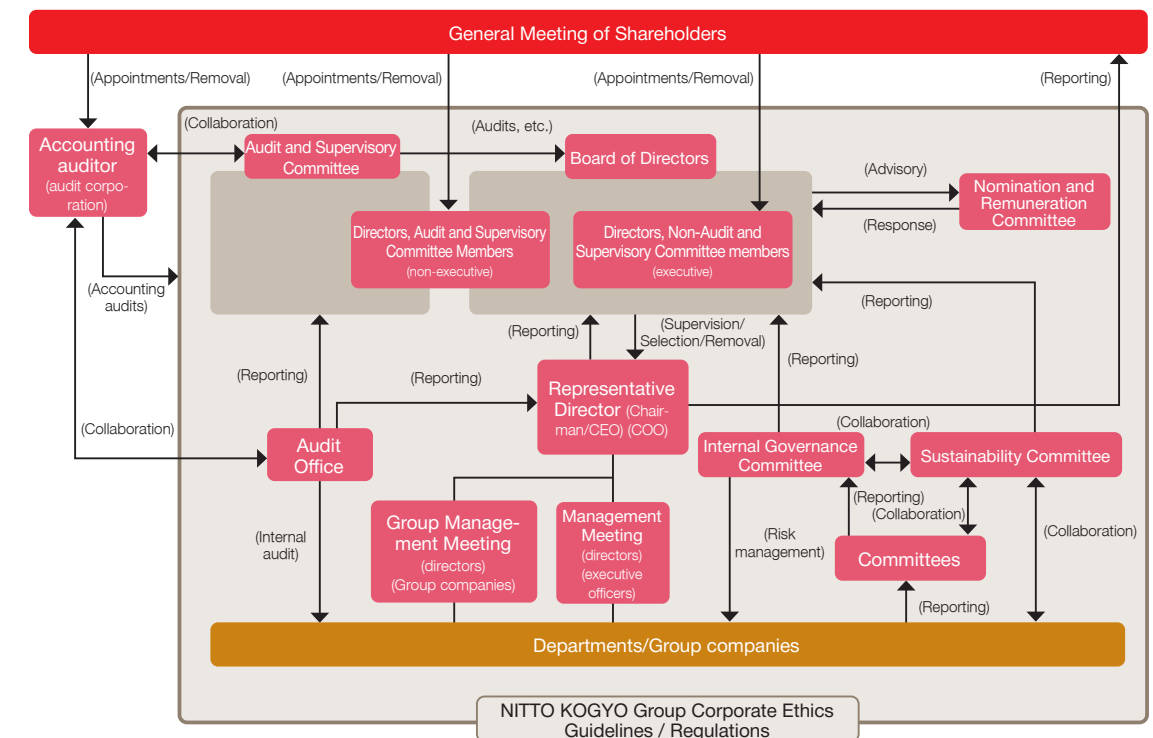 General Meeting of Shareholders
(Appointments/Removal)
(Appointments/Removal)
(Appointments/Removal)
(Reporting)
Accounting
auditor
(audit corpo-
ration)
(Collaboration)
Audit and Supervisory
Committee
(Audits, etc.)
Board of Directors
(Advisory)
(Response)
Nomination and
Remuneration
Committee
Directors, Audit and Supervisory
Committee Members
(non-executive)
Directors, Non-Audit and
Supervisory Committee members
(executive)
(Accounting
audits)
(Reporting)
(Reporting)
(Supervision/
Selection/Removal)
(Reporting)
(Reporting)
(Reporting)
Representative
Director (Chair-
man/CEO) (COO)
(Collaboration)
(Collaboration)
Audit
Office
Internal Governance
Committee
Sustainability Committee
(Reporting)
(Collaboration)
(Internal
audit)
Group Manage-
ment Meeting
(directors)
(Group companies)
Management
Meeting
(directors)
(executive
officers)
(Risk
management)
Committees
(Collaboration)
(Reporting)
Departments/Group companies
NITTO KOGYO Group Corporate Ethics
Guidelines / Regulations